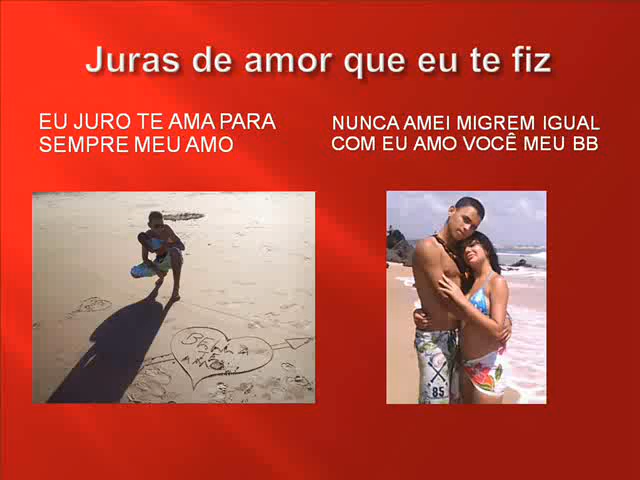 Juras de amor que eu te fiz
EU JURO TE AMA PARA
SEMPRE MEU AMO
NUNCA AMEI MIGREM IGUAL
COM EU AMO VOCÊ MEU BB
85